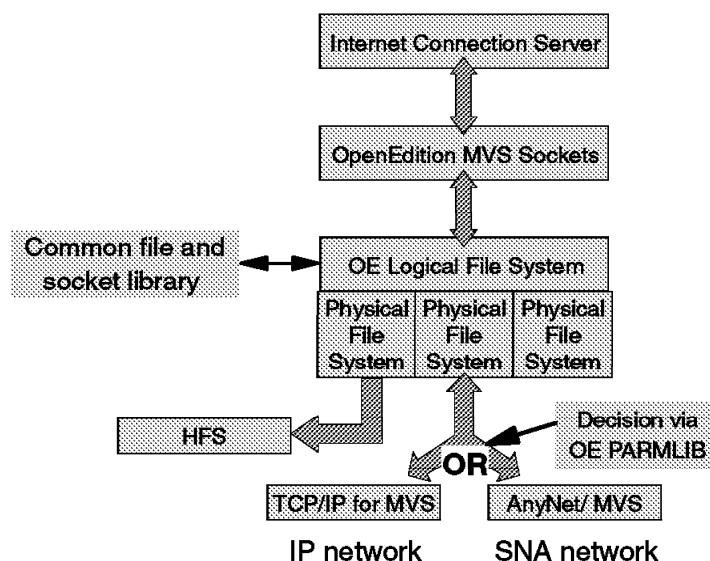 Internet Connection Server
OpenEdition MVS Sockets
Common file and
socket library
OE Logical File System
Physical
File
System
Physical
File
System
Physical
File
System
HFS
Decision via
OE PARMLIB
OR
TCP/IP for MVS
AnyNet/ MVS
IP network
SNA network